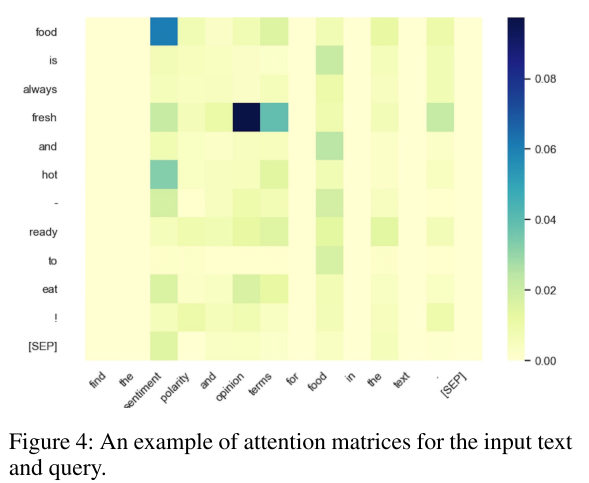 food
is
always
fresh
and
hot
-
ready
to
eat
!
[SEP]
0.08
0.06
0.04
0.02
0.00
find
the
sentiment
polarity
and
opinion
terms
for
food
in
the
text
.
[SEP]
Figure 4: An example of attention matrices for the input text
and query.